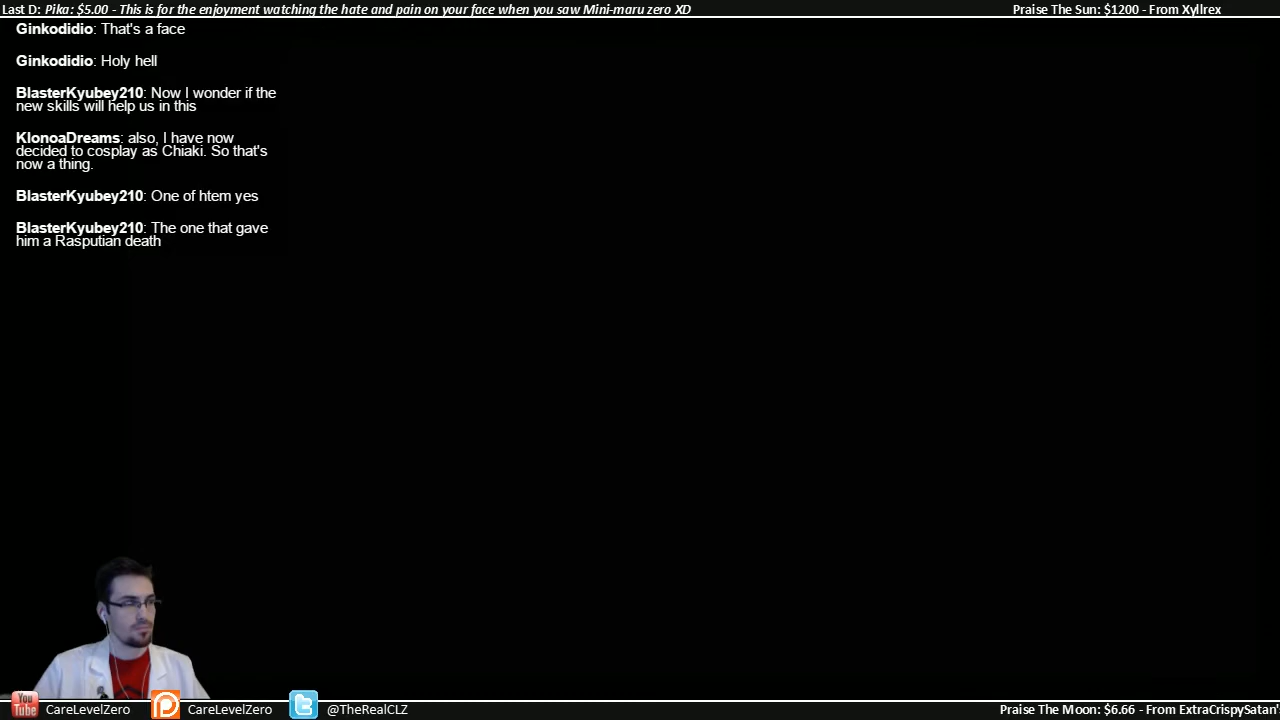 Last D: Pika: $5.00 - This is for the enjoyment watching the hate and pain on your face when you saw Mini-maru zero XD
Praise The Sun: $1200 - From Xyllrex
Ginkodidio: That's a face
Ginkodidio: Holy hell
BlasterKyubey210: Now I wonder if the
new skills will help us in this
KlonoaDreams: also, I have now
decided to cosplay as Chiaki. So that's
now a thing.
BlasterKyubey210: One of htem yes
BlasterKyubey210: The one that gave
him a Rasputian death
You
Tube
CareLevelZero
CareLevelZero
@TheRealCLZ
Praise The Moon: $6.66 - From ExtraCrispySatan'